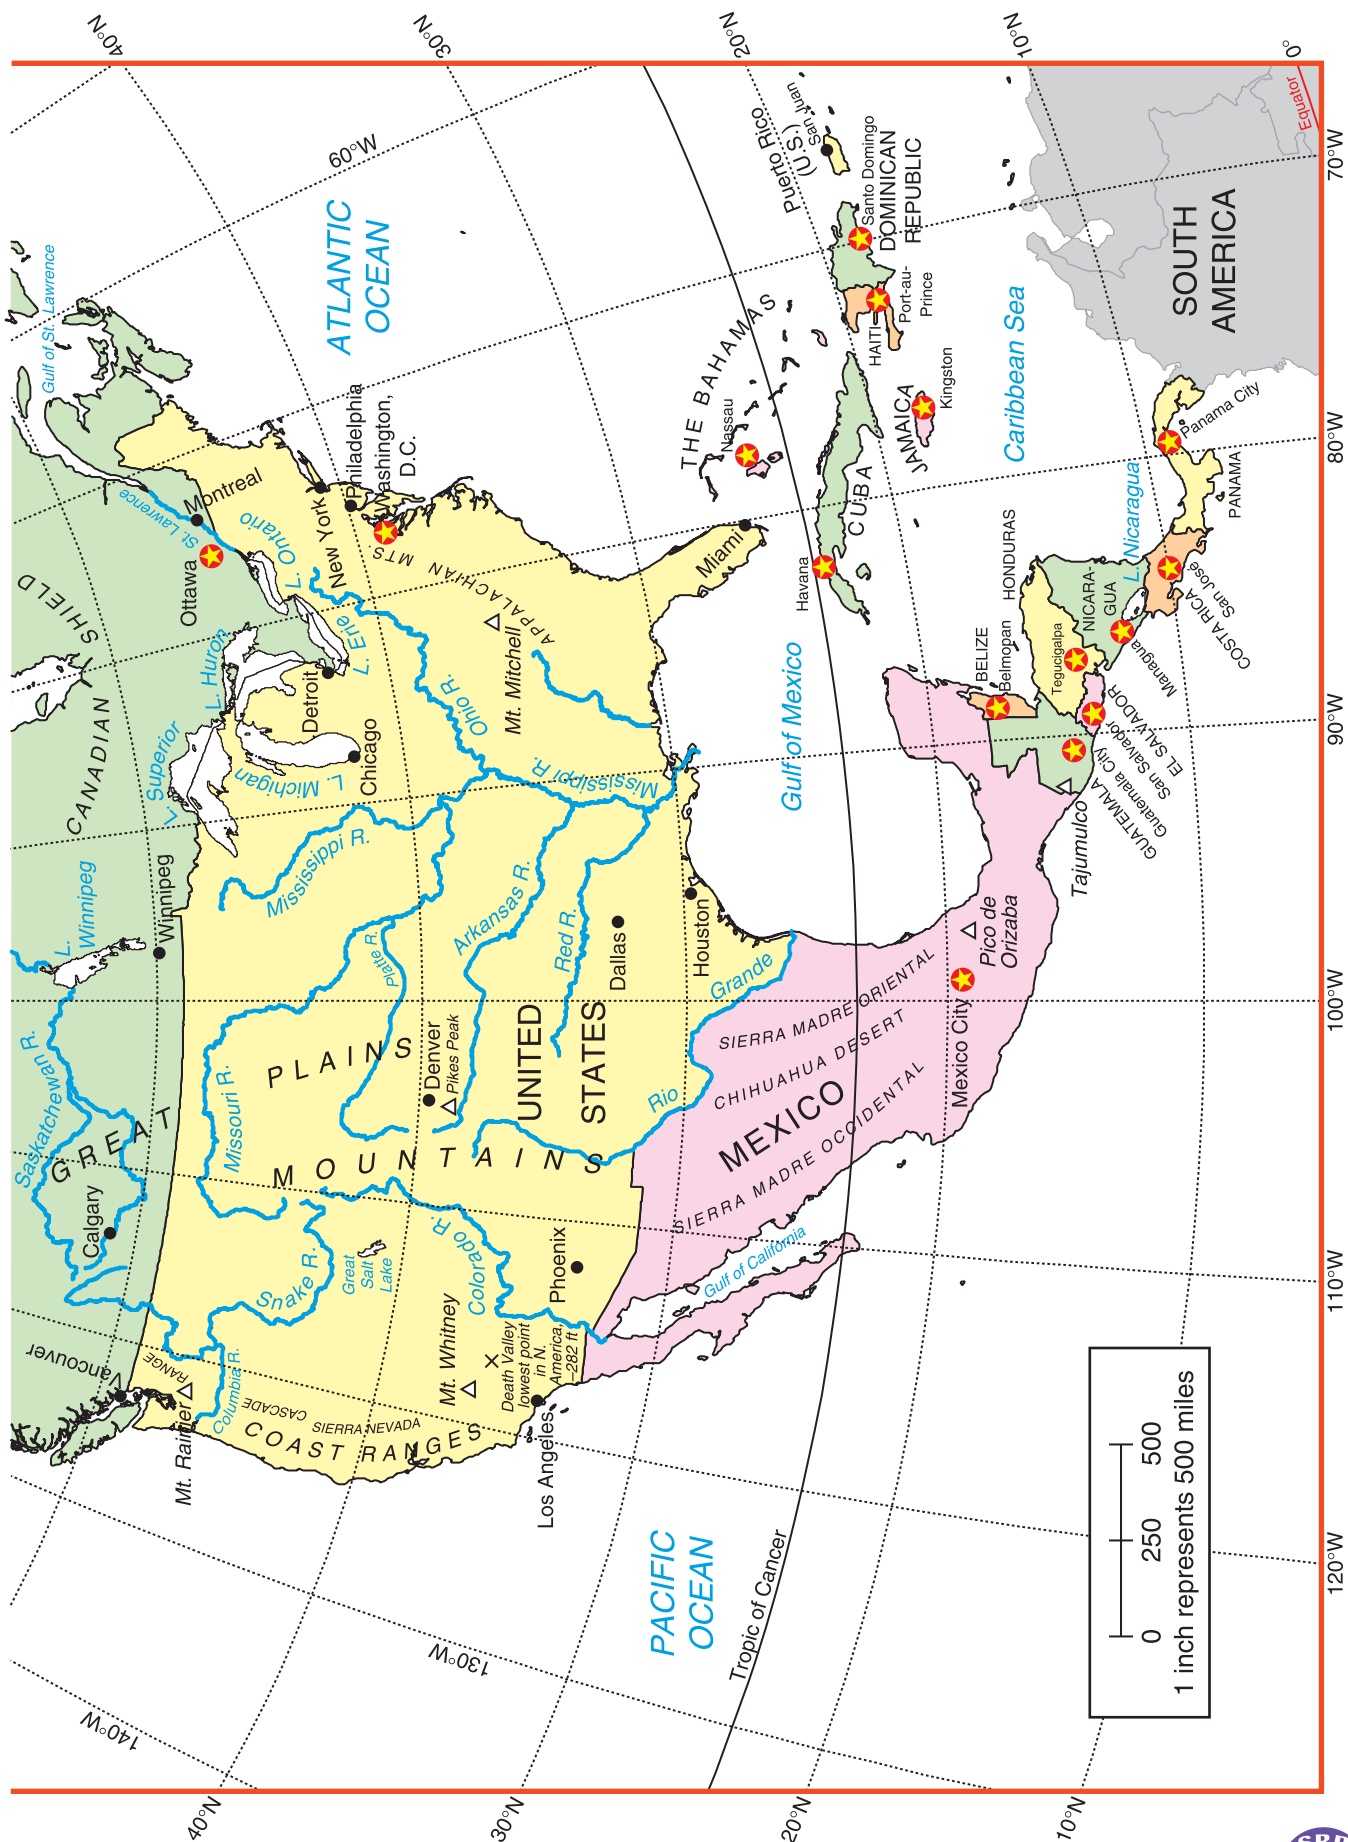 40°N
30°N
20°N
10°N
0°
Equator
60°W
70°W
80°W
90°W
100°W
110°W
120°W
130°W
140°W
40°N
30°N
20°N
10°N
Gulf of St. Lawrence
ATLANTIC
OCEAN
CANADIAN
SHIELD
GREAT
PLAINS
MOUNTAINS
Saskatchewan R.
L.
Winnipeg
Winnipeg
Calgary
Vancouver
Ottawa
Montreal
St. Lawrence
L. Superior
L. Huron
L. Michigan
L. Erie
L. Ontario
Detroit
Chicago
New York
Philadelphia
Washington,
D.C.
APPALACHIAN MTS.
Mt. Mitchell
Ohio R.
Mississippi R.
Mississippi R.
Missouri R.
Platte R.
Arkansas R.
Red R.
Denver
Pikes Peak
UNITED
STATES
Dallas
Houston
Miami
Mt. Rainier
Columbia R.
CASCADE
RANGE
COAST RANGES
SIERRA NEVADA
Snake R.
Great
Salt
Lake
Colorado R.
Mt. Whitney
Death Valley
lowest point
in N.
America,
–282 ft
Los Angeles
Phoenix
Rio
Grande
Gulf of California
MEXICO
SIERRA MADRE ORIENTAL
CHIHUAHUA DESERT
SIERRA MADRE OCCIDENTAL
Mexico City
Pico de
Orizaba
Gulf of Mexico
THE BAHAMAS
Nassau
Havana
CUBA
JAMAICA
Kingston
HAITI
Port-au-
Prince
Santo Domingo
DOMINICAN
REPUBLIC
Puerto Rico
(U.S.)
San Juan
Caribbean Sea
BELIZE
Belmopan
HONDURAS
Tegucigalpa
Tajumulco
GUATEMALA
Guatemala City
San Salvador
EL SALVADOR
NICARA-
GUA
Managua
L. Nicaragua
COSTA RICA
San José
PANAMA
Panama City
SOUTH
AMERICA
PACIFIC
OCEAN
Tropic of Cancer
0 250 500
1 inch represents 500 miles